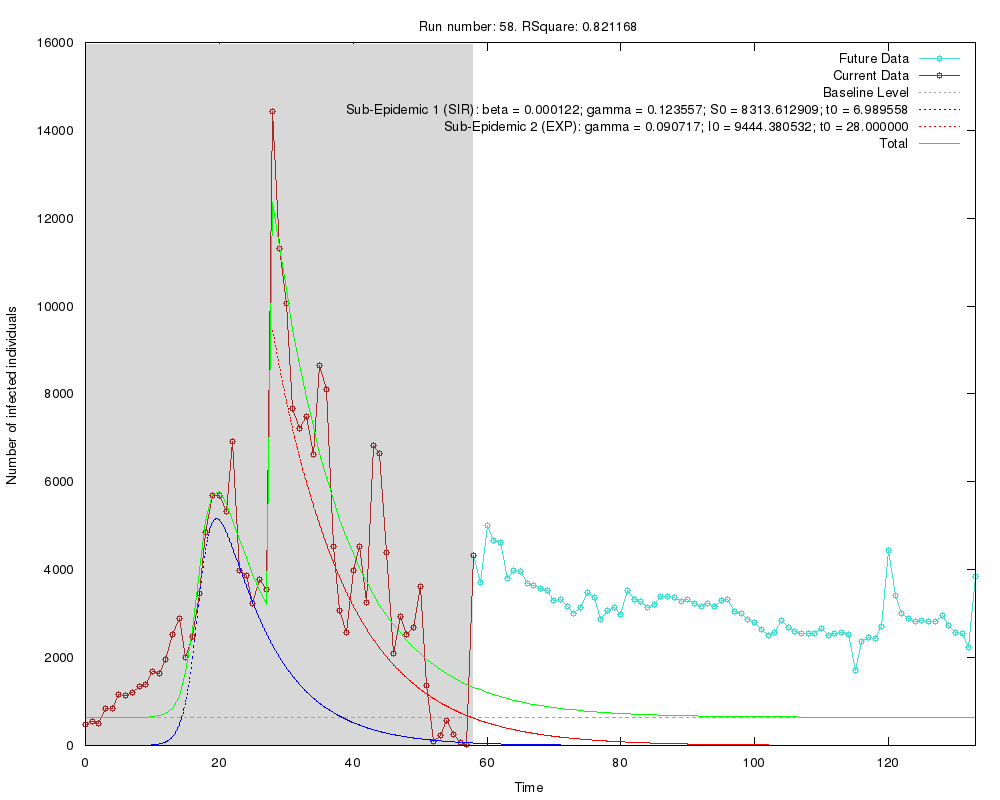 Run number: 58. RSquare: 0.821168
16000
14000
12000
10000
8000
6000
4000
2000
0
Number of infected individuals
Future Data
Current Data
Baseline Level
Sub-Epidemic 1 (SIR): beta = 0.000122; gamma = 0.123557; S0 = 8313.612909; t0 = 6.989558
Sub-Epidemic 2 (EXP): gamma = 0.090717; I0 = 9444.380532; t0 = 28.000000
Total
0 20 40 60 80 100 120
Time